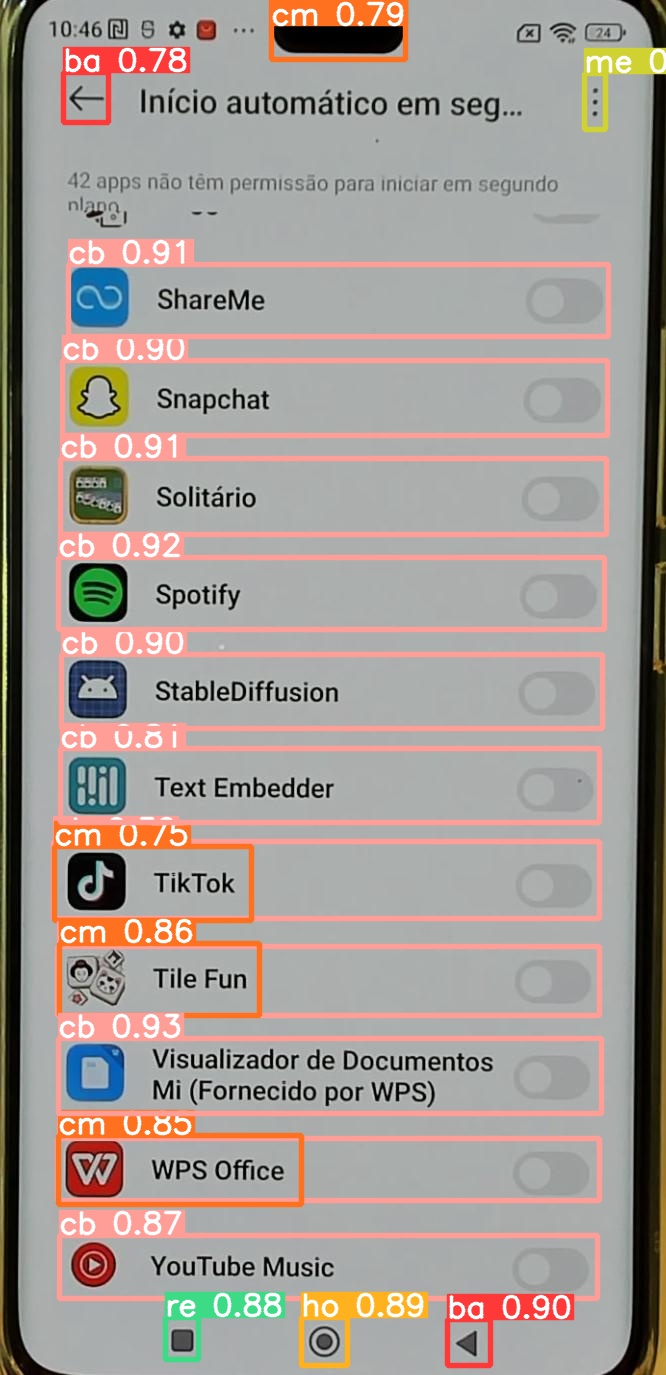 cm 0.79
10:46 24
ba 0.78
me 0
Início automático em seg...
42 apps não têm permissão para iniciar em segundo
plano
cb 0.91
ShareMe
cb 0.90
Snapchat
cb 0.91
Solitário
cb 0.92
Spotify
cb 0.90
StableDiffusion
cb 0.81
Text Embedder
cm 0.75
TikTok
cm 0.86
Tile Fun
cb 0.93
Visualizador de Documentos
Mi (Fornecido por WPS)
cm 0.85
WPS Office
cb 0.87
YouTube Music
re 0.88 ho 0.89 ba 0.90